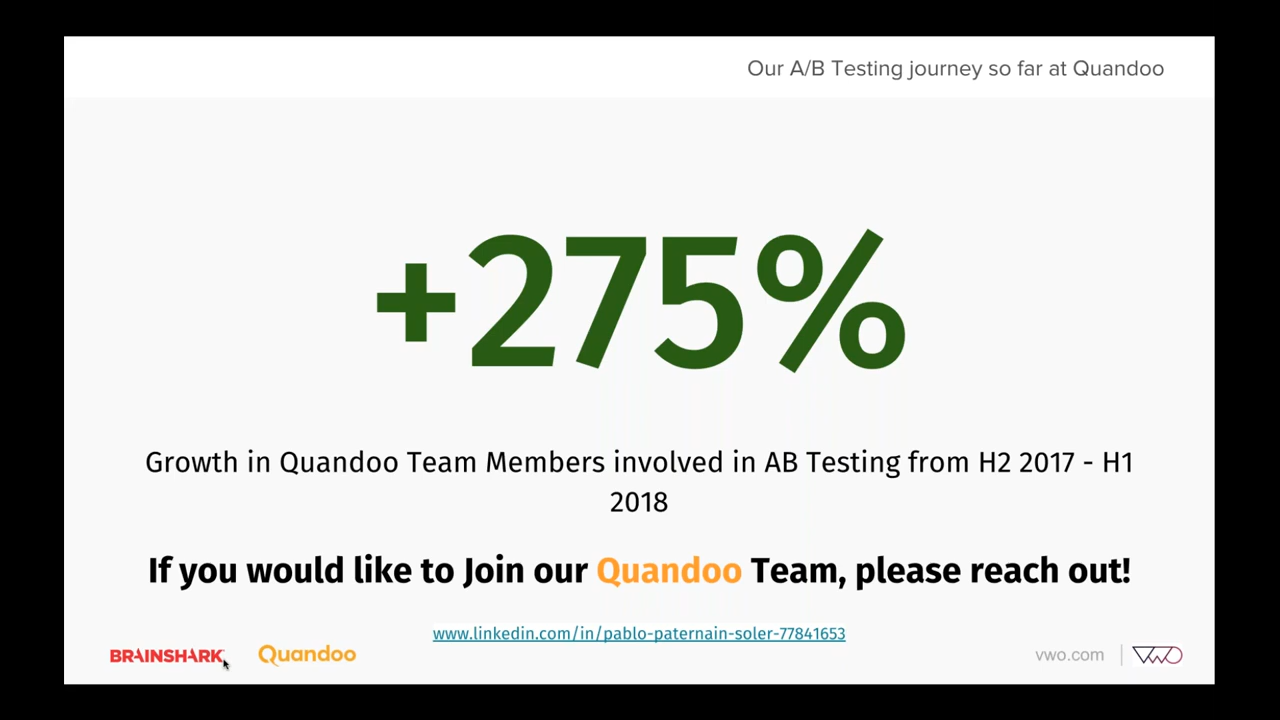 Our A/B Testing journey so far at Quandoo
+275%
Growth in Quandoo Team Members involved in AB Testing from H2 2017 - H1
2018
If you would like to Join our Quandoo Team, please reach out!
www.linkedin.com/in/pablo-paternain-soler-77841653
BRAINSHARK Quandoo vwo.com | VWO